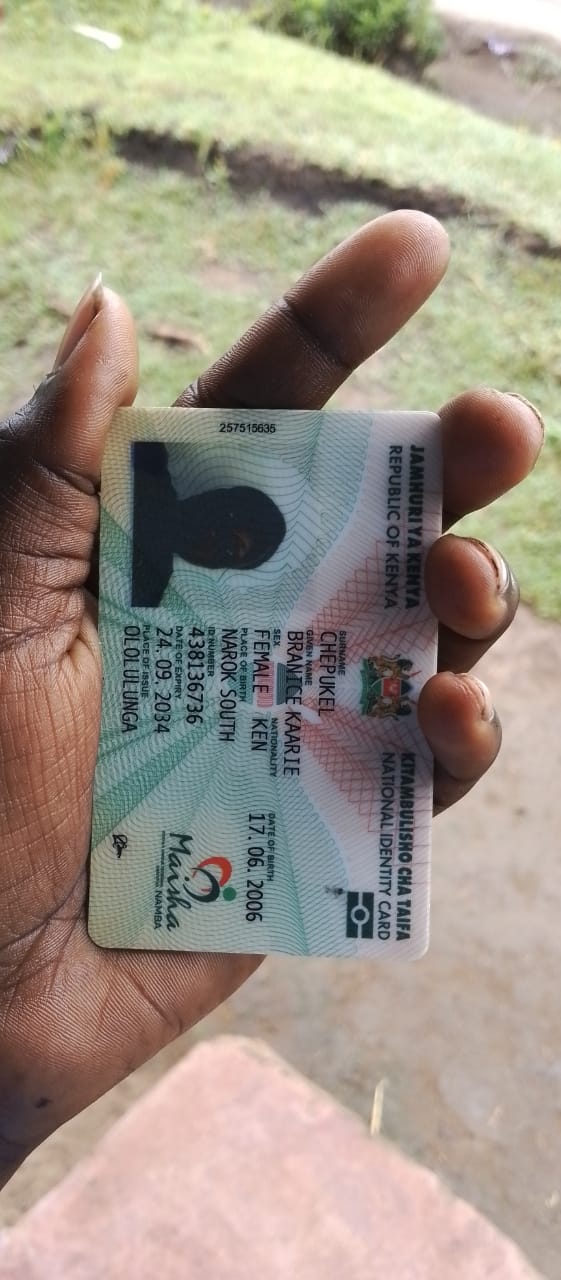 JAMHURI YA KENYA
REPUBLIC OF KENYA
KITAMBULISHO CHA TAIFA
NATIONAL IDENTITY CARD
SURNAME
CHEPUKEL
GIVEN NAME
BRANICE KAARIE
SEX NATIONALITY
FEMALE KEN
DATE OF BIRTH
17.06.2006
PLACE OF BIRTH
NAROK SOUTH
ID NUMBER
438136736
DATE OF EXPIRY
24.09.2034
PLACE OF ISSUE
OLOLULUNGA
257515635
Maisha
NAMBA